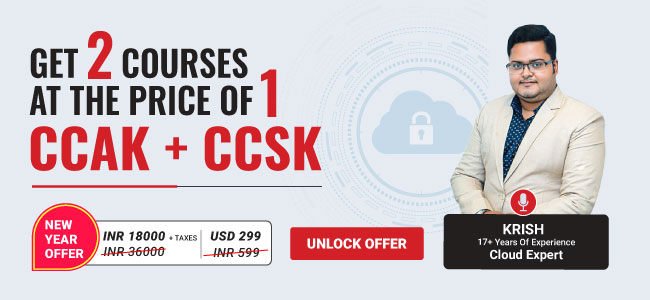 GET 2 COURSES
AT THE PRICE OF 1
CCAK + CCSK
NEW
YEAR
OFFER
INR 18000 + TAXES
INR 36000
USD 299
INR 599
UNLOCK OFFER
KRISH
17+ Years Of Experience
Cloud Expert